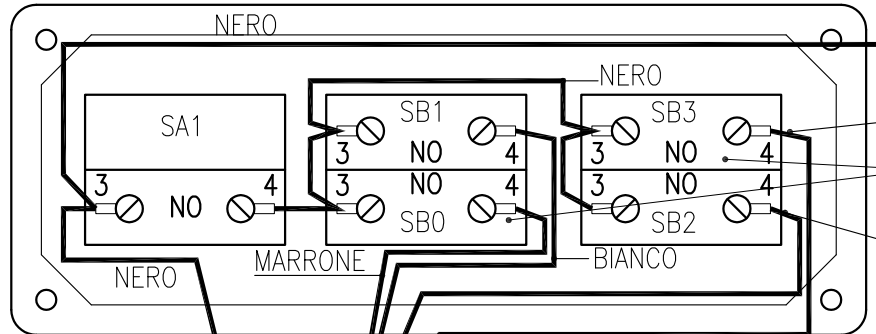 NERO
NERO
SA1
SB1
SB3
3 NO 4
3 NO 4
3 NO 4
3 NO 4
3 NO 4
SB0
SB2
MARRONE
BIANCO
NERO